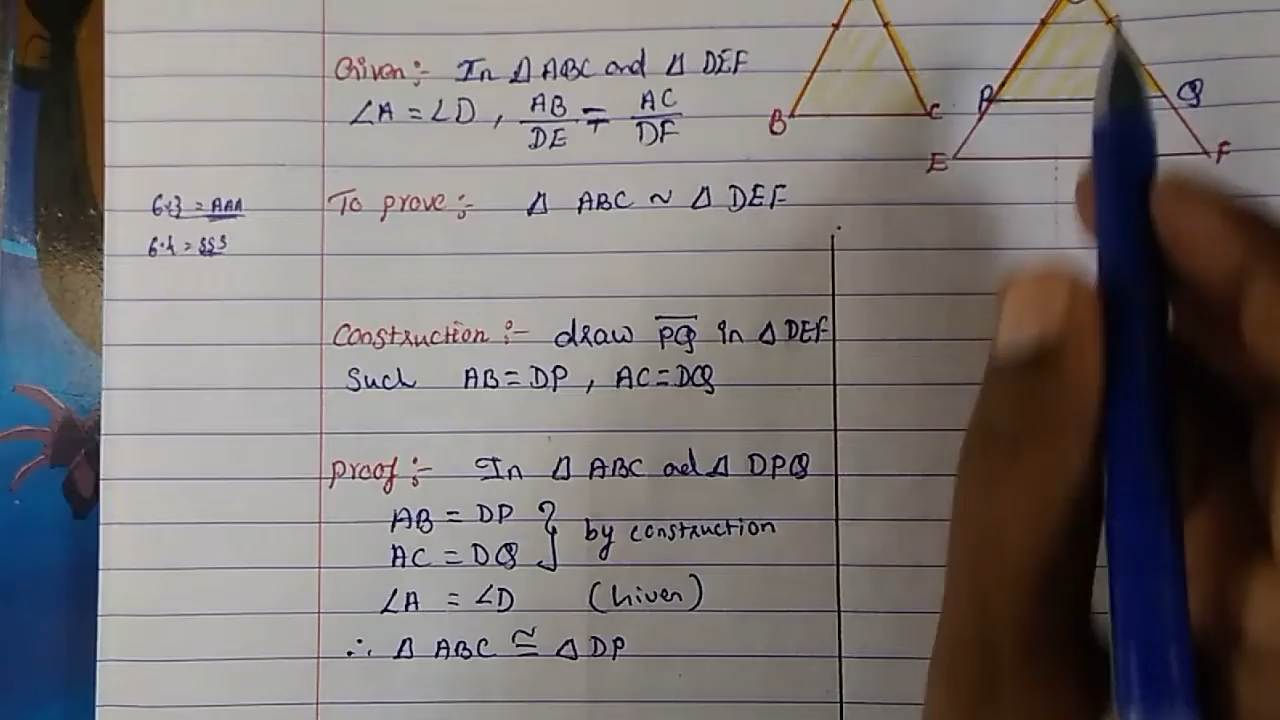 B C
P Q
E F
Given:- In Δ ABC and Δ DEF
∠A = ∠D , AB/DE = AC/DF
To prove:- Δ ABC ~ Δ DEF
6.3 = AAA
6.4 = SSS
Construction:- draw PQ in Δ DEF
Such AB = DP , AC = DQ
proof:- In Δ ABC ad Δ DPQ
AB = DP } by construction
AC = DQ
∠A = ∠D (Given)
∴ Δ ABC ≅ Δ DP